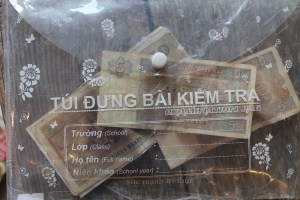 TÚI ĐỰNG BÀI KIỂM TRA
Trường (School)
Lớp (Class)
Họ tên (Full name)
Niên khóa (School year)